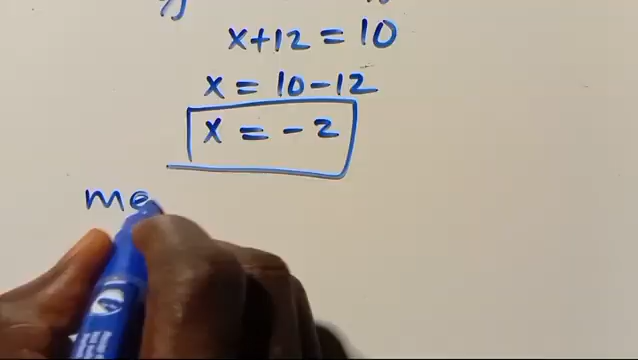 x+12=10
x = 10-12
x = -2
me